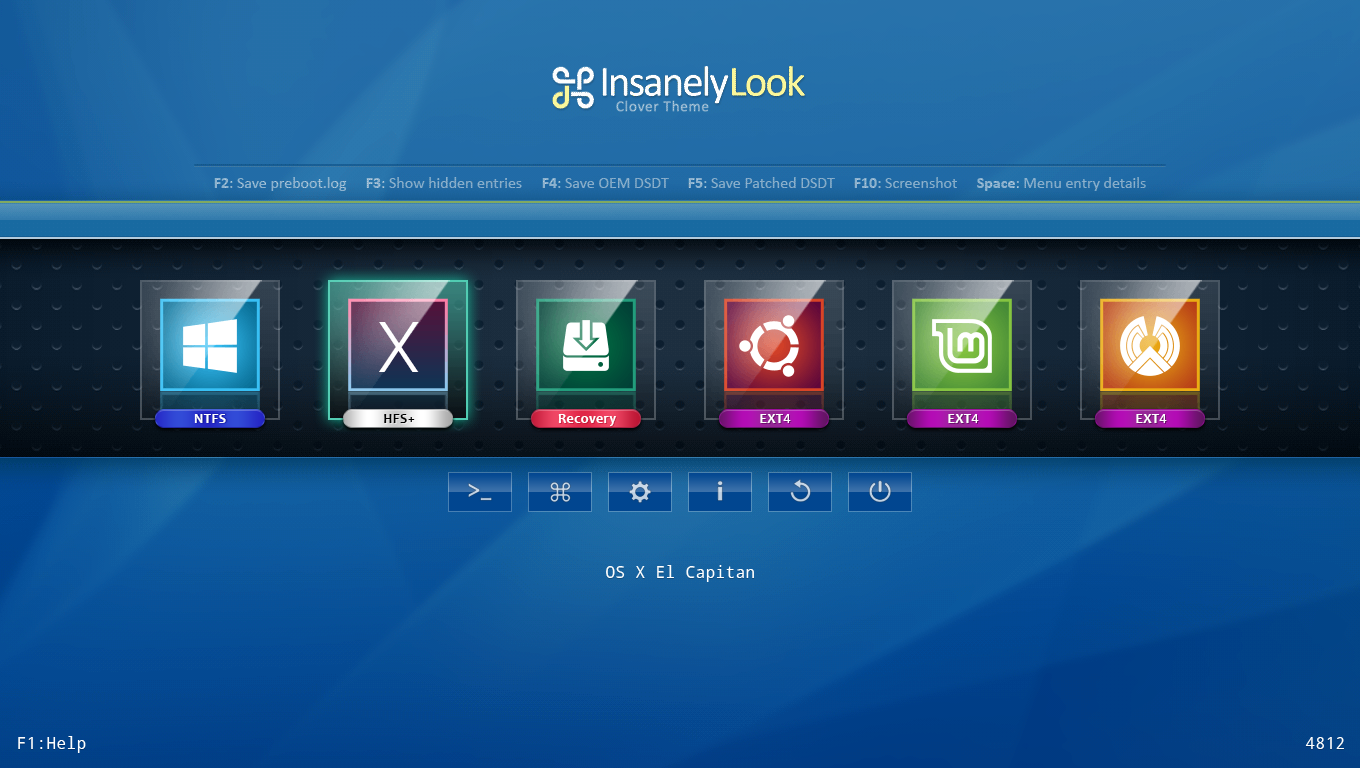 InsanelyLook
Clover Theme
F2: Save preboot.log F3: Show hidden entries F4: Save OEM DSDT F5: Save Patched DSDT F10: Screenshot Space: Menu entry details
X lm
NTFS HFS+ Recovery EXT4 EXT4 EXT4
>_ ⌘ i
OS X El Capitan
F1:Help 4812